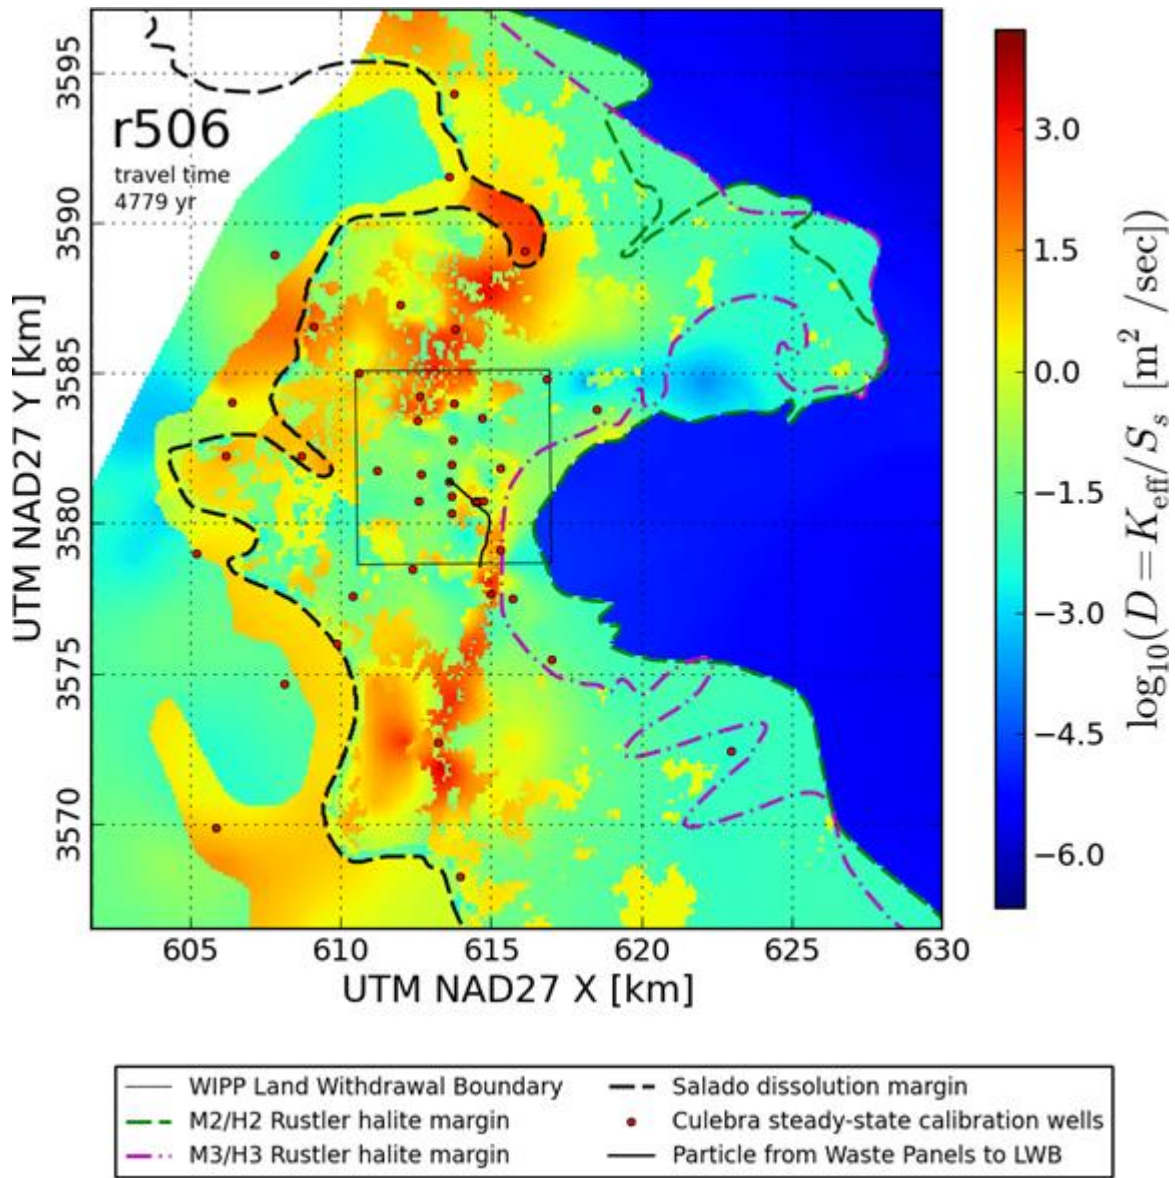 r506
travel time
4779 yr
3595
3590
3585
3580
3575
3570
UTM NAD27 Y [km]
605 610 615 620 625 630
UTM NAD27 X [km]
3.0
1.5
0.0
−1.5
−3.0
−4.5
−6.0
log₁₀(D = K_eff/S_s [m² /sec])
WIPP Land Withdrawal Boundary
M2/H2 Rustler halite margin
M3/H3 Rustler halite margin
Salado dissolution margin
Culebra steady-state calibration wells
Particle from Waste Panels to LWB